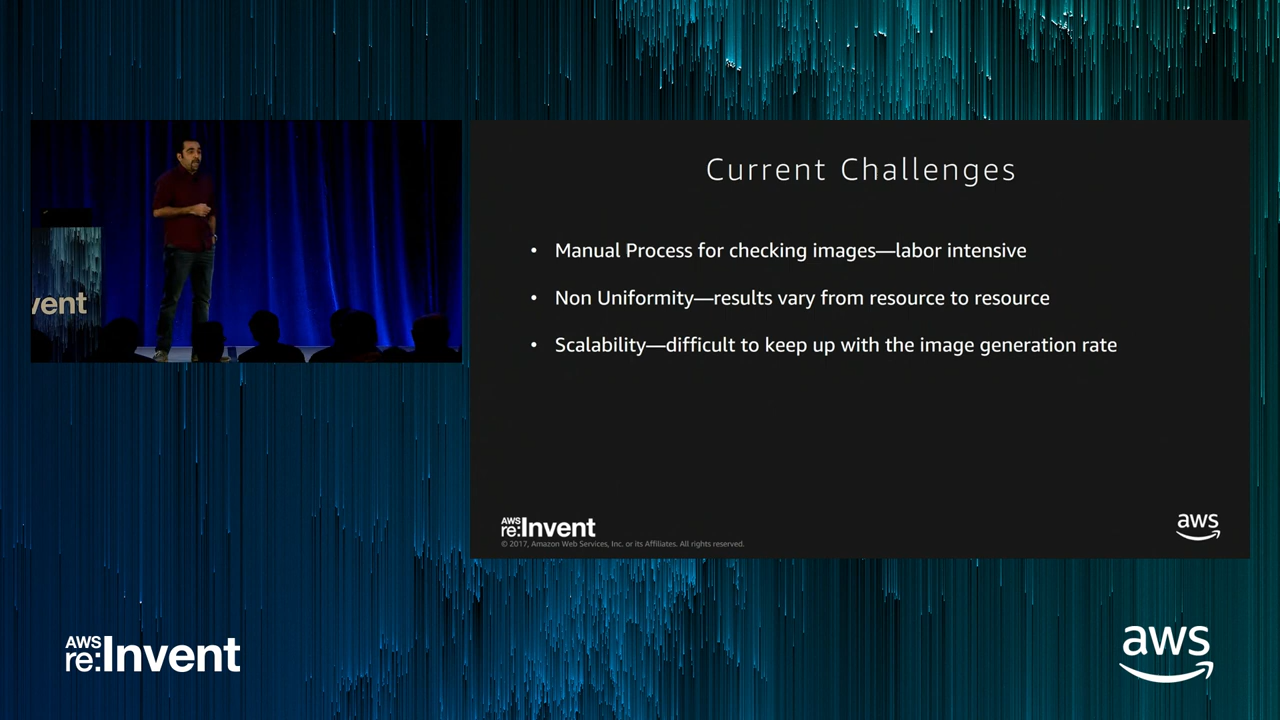 Current Challenges
• Manual Process for checking images—labor intensive
• Non Uniformity—results vary from resource to resource
• Scalability—difficult to keep up with the image generation rate
vent
AWS
re:Invent
© 2017, Amazon Web Services, Inc. or its Affiliates. All rights reserved.
aws
AWS
re:Invent
aws